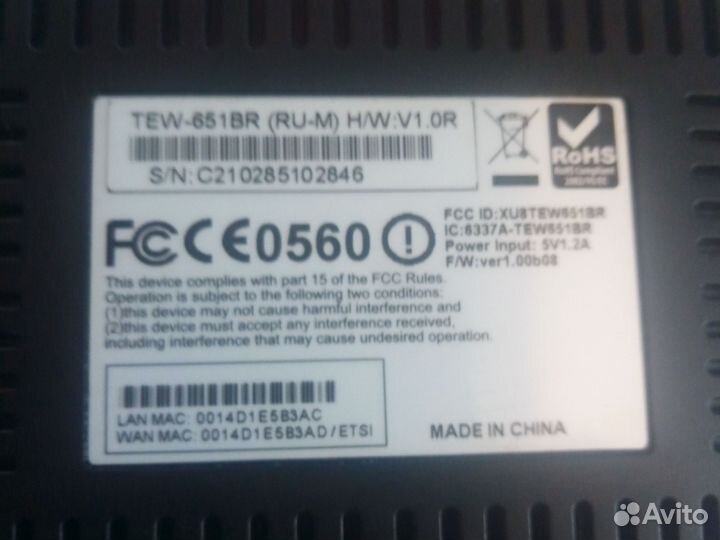 TEW-651BR (RU-M) H/W:V1.0R
S/N: C210285102846
RoHS
FC CE0560
FCC ID:XU8TEW651BR
IC:6337A-TEW651BR
Power Input: 5V1.2A
F/W:ver1.00b08
This device complies with part 15 of the FCC Rules.
Operation is subject to the following two conditions:
(1)this device may not cause harmful interference and
(2)this device must accept any interference received,
including interference that may cause undesired operation.
LAN MAC: 0014D1E5B3AC
WAN MAC: 0014D1E5B3AD/ETSI
MADE IN CHINA
Avito